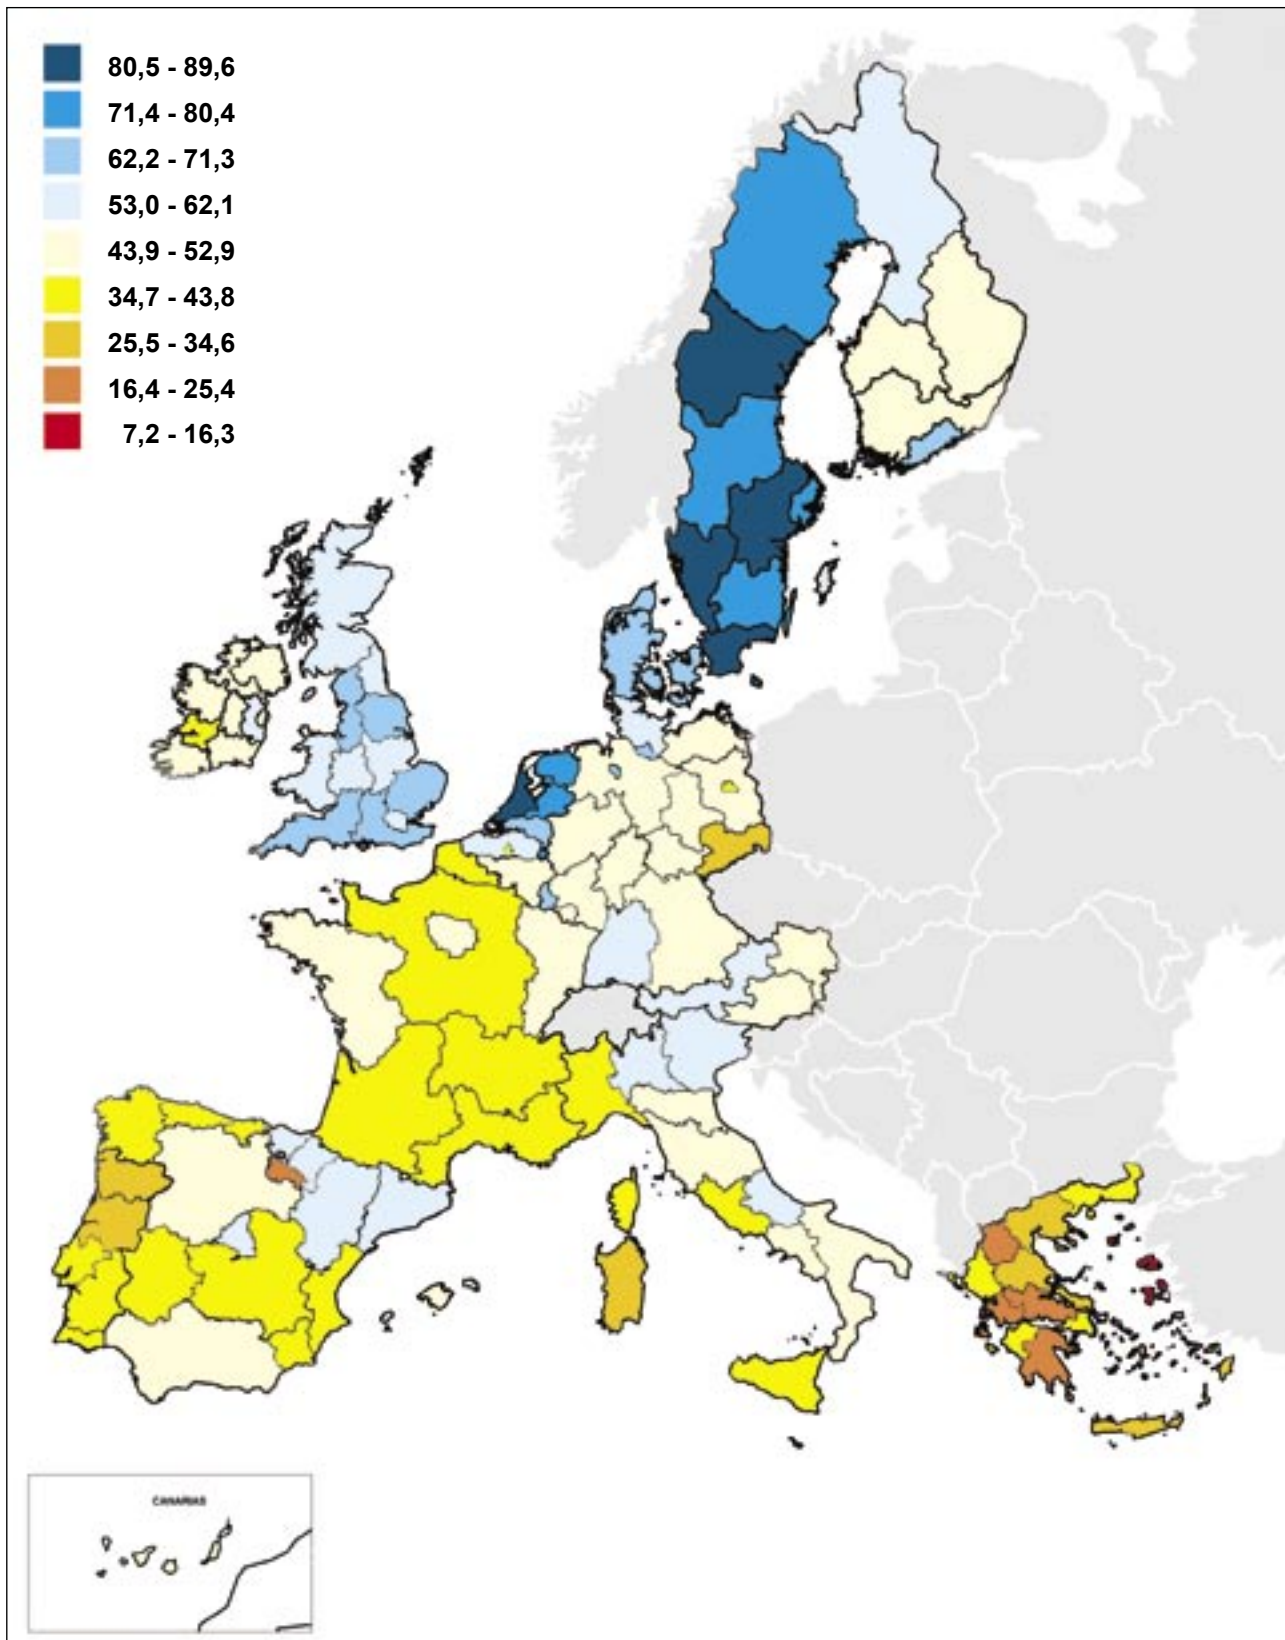 80,5 - 89,6
71,4 - 80,4
62,2 - 71,3
53,0 - 62,1
43,9 - 52,9
34,7 - 43,8
25,5 - 34,6
16,4 - 25,4
7,2 - 16,3
CANARIAS